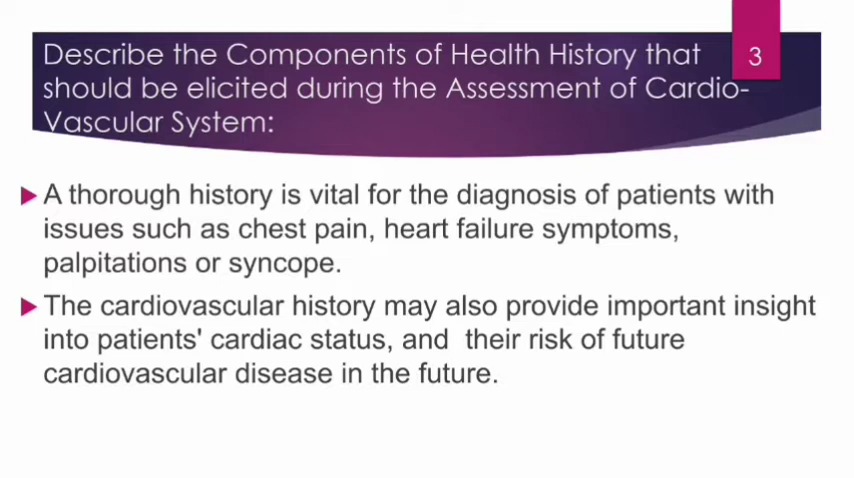 Describe the Components of Health History that
3
should be elicited during the Assessment of Cardio-
Vascular System:
A thorough history is vital for the diagnosis of patients with
issues such as chest pain, heart failure symptoms,
palpitations or syncope.
The cardiovascular history may also provide important insight
into patients' cardiac status, and  their risk of future
cardiovascular disease in the future.